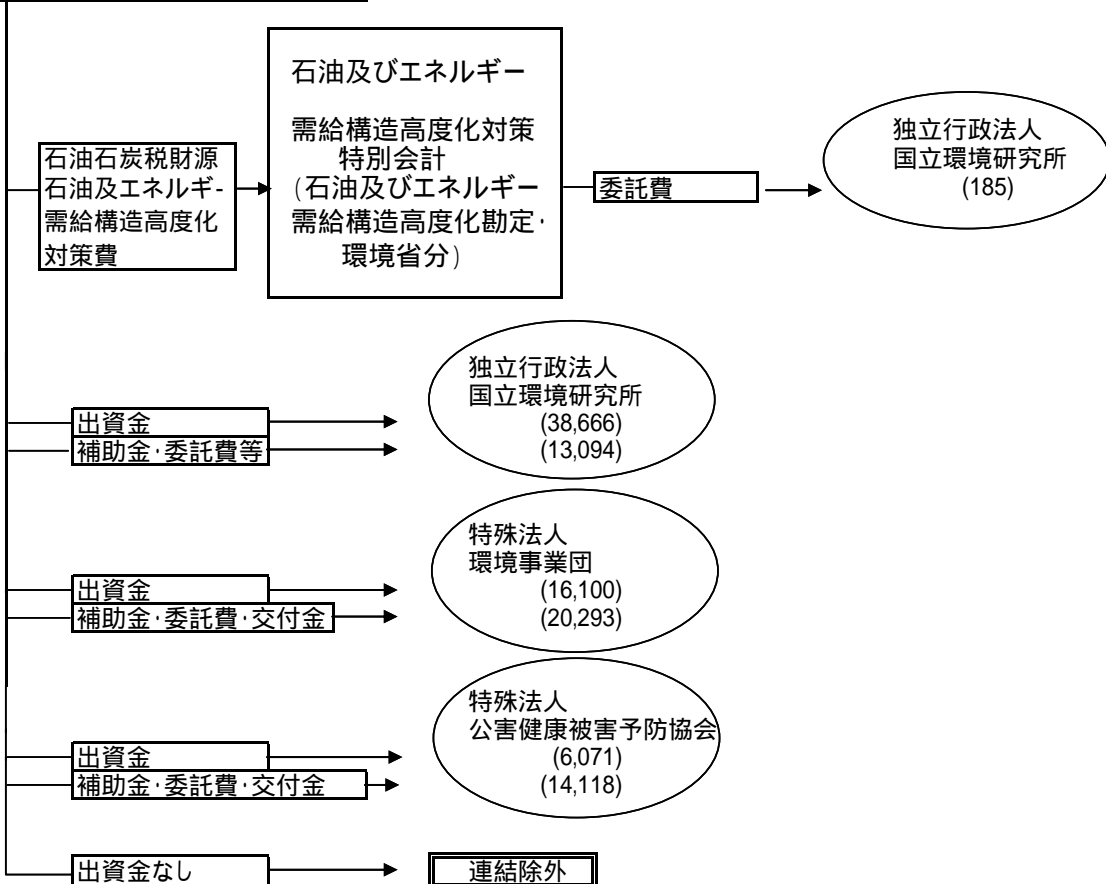 石油石炭税財源
石油及エネルギ-
需給構造高度化
対策費
石油及びエネルギー
需給構造高度化対策
特別会計
(石油及びエネルギー
需給構造高度化勘定・
環境省分)
委託費
独立行政法人
国立環境研究所
(185)
出資金
補助金・委託費等
独立行政法人
国立環境研究所
(38,666)
(13,094)
出資金
補助金・委託費・交付金
特殊法人
環境事業団
(16,100)
(20,293)
出資金
補助金・委託費・交付金
特殊法人
公害健康被害予防協会
(6,071)
(14,118)
出資金なし
連結除外